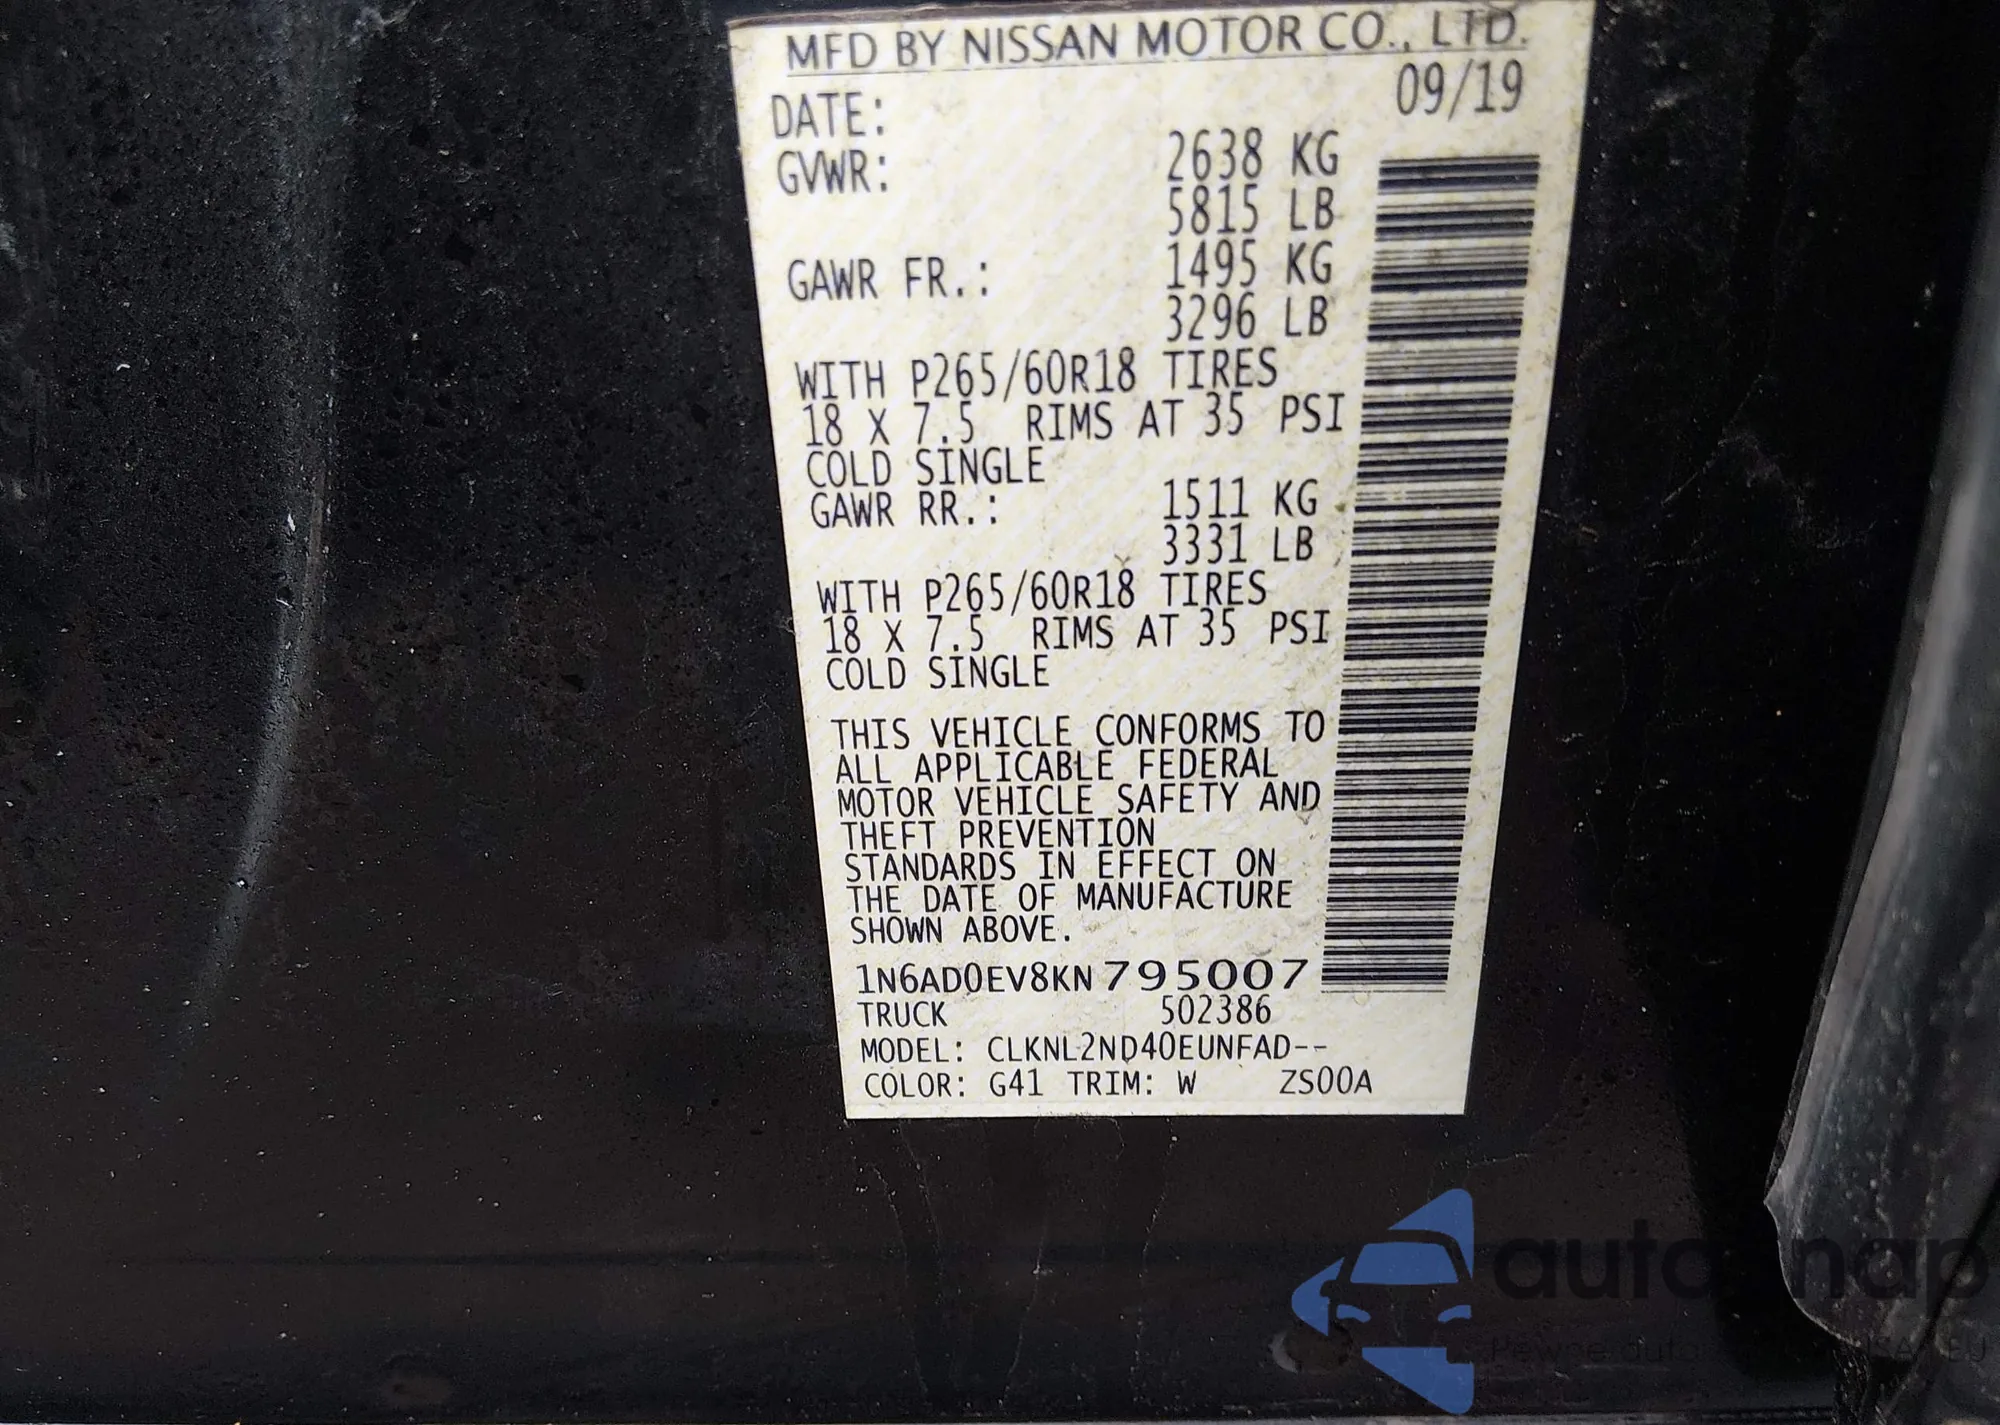 MFD BY NISSAN MOTOR CO., LTD.
DATE: 09/19
GVWR: 2638 KG
5815 LB
GAWR FR.: 1495 KG
3296 LB
WITH P265/60R18 TIRES
18 X 7.5 RIMS AT 35 PSI
COLD SINGLE
GAWR RR.: 1511 KG
3331 LB
WITH P265/60R18 TIRES
18 X 7.5 RIMS AT 35 PSI
COLD SINGLE
THIS VEHICLE CONFORMS TO
ALL APPLICABLE FEDERAL
MOTOR VEHICLE SAFETY AND
THEFT PREVENTION
STANDARDS IN EFFECT ON
THE DATE OF MANUFACTURE
SHOWN ABOVE.
1N6AD0EV8KN795007
TRUCK 502386
MODEL: CLKNL2ND40EUNFAD--
COLOR: G41 TRIM: W ZS00A
Pewne auto